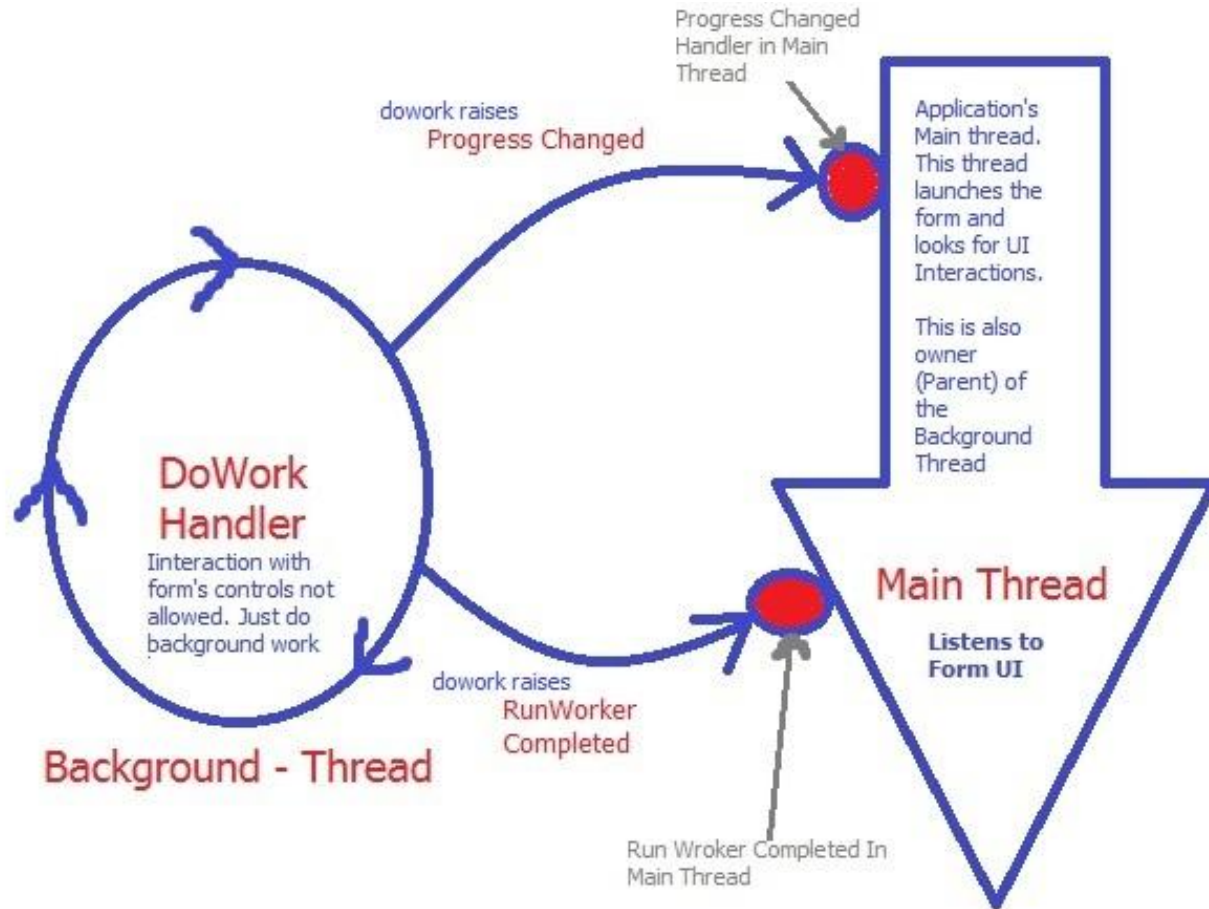 Progress Changed
Handler in Main
Thread
dowork raises
Progress Changed
Application's
Main thread.
This thread
launches the
form and
looks for UI
Interactions.
This is also
owner
(Parent) of
the
Background
Thread
DoWork
Handler
Iinteraction with
form's controls not
allowed. Just do
background work
Main Thread
Listens to
Form UI
dowork raises
RunWorker
Completed
Background - Thread
Run Wroker Completed In
Main Thread